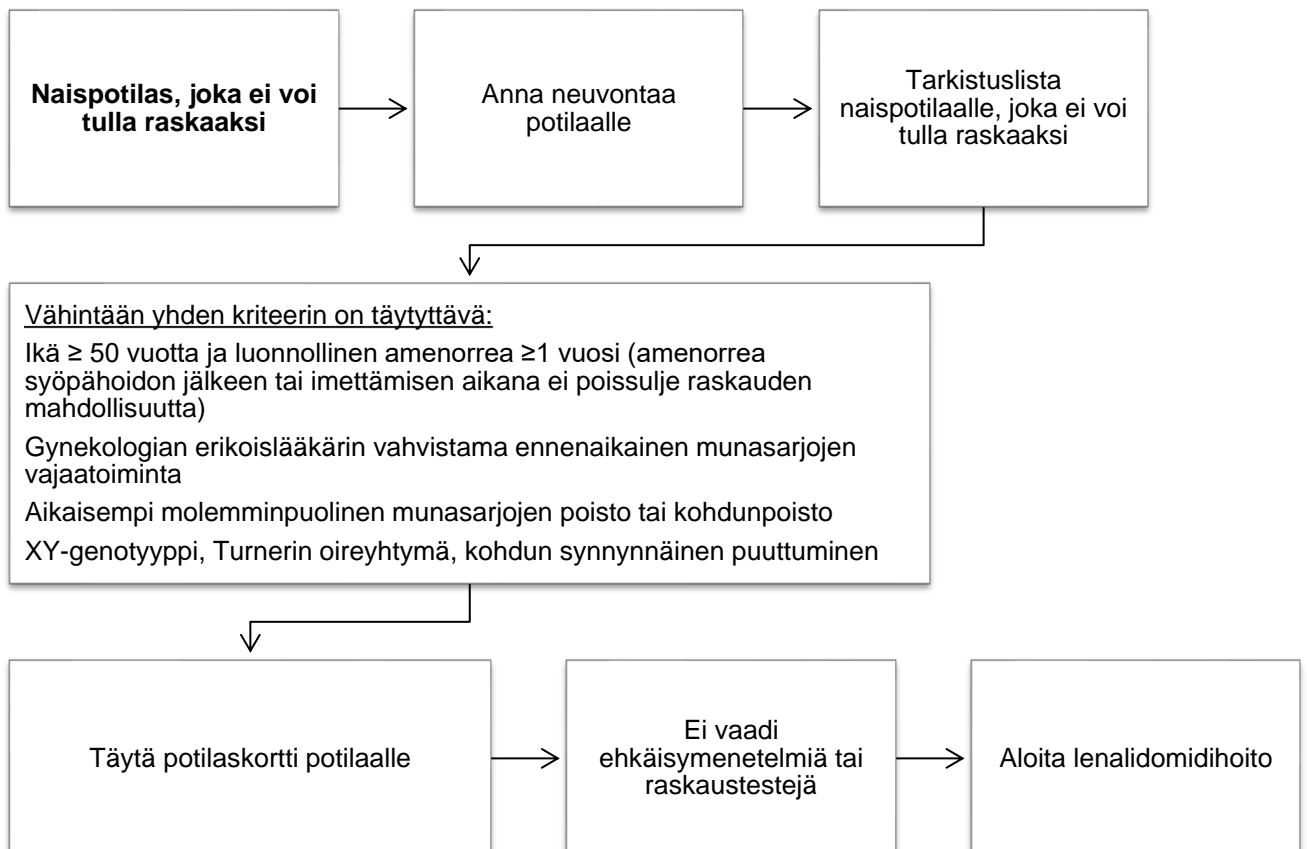 Naispotilas, joka ei voi
tulla raskaaksi
Anna neuvontaa
potilaalle
Tarkistuslista
naispotilaalle, joka ei voi
tulla raskaaksi
Vähintään yhden kriteerin on täytyttävä:
Ikä ≥ 50 vuotta ja luonnollinen amenorrea ≥1 vuosi (amenorrea
syöpähoidon jälkeen tai imettämisen aikana ei poissulje raskauden
mahdollisuutta)
Gynekologian erikoislääkärin vahvistama ennenaikainen munasarjojen
vajaatoiminta
Aikaisempi molemminpuolinen munasarjojen poisto tai kohdunpoisto
XY-genotyyppi, Turnerin oireyhtymä, kohdun synnynnäinen puuttuminen
Täytä potilaskortti potilaalle
Ei vaadi
ehkäisymenetelmiä tai
raskaustestejä
Aloita lenalidomidihoito